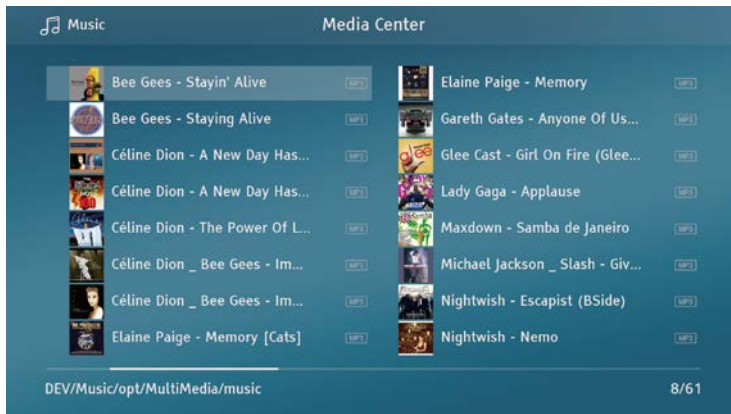 Music
Media Center
Bee Gees - Stayin' Alive MP3
Bee Gees - Staying Alive MP3
Céline Dion - A New Day Has... MP3
Céline Dion - A New Day Has... MP3
Céline Dion - The Power Of L... MP3
Céline Dion _ Bee Gees - Im... MP3
Céline Dion _ Bee Gees - Im... MP3
Elaine Paige - Memory [Cats] MP3
Elaine Paige - Memory MP3
Gareth Gates - Anyone Of Us... MP3
glee
Glee Cast - Girl On Fire (Glee... MP3
Lady Gaga - Applause MP3
Maxdown - Samba de Janeiro MP3
Michael Jackson _ Slash - Giv... MP3
Nightwish - Escapist (BSide) MP3
Nightwish - Nemo MP3
DEV/Music/opt/MultiMedia/music
8/61